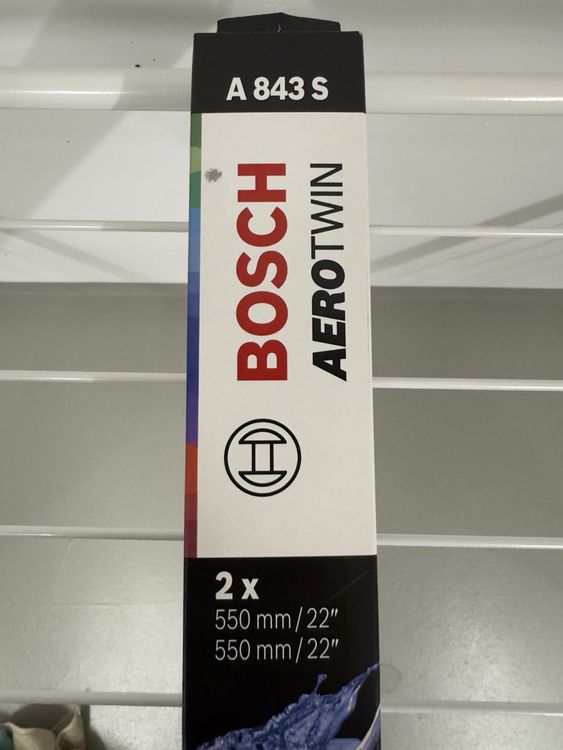 A 843 S
BOSCH
AEROTWIN
2 x
550 mm / 22"
550 mm / 22"